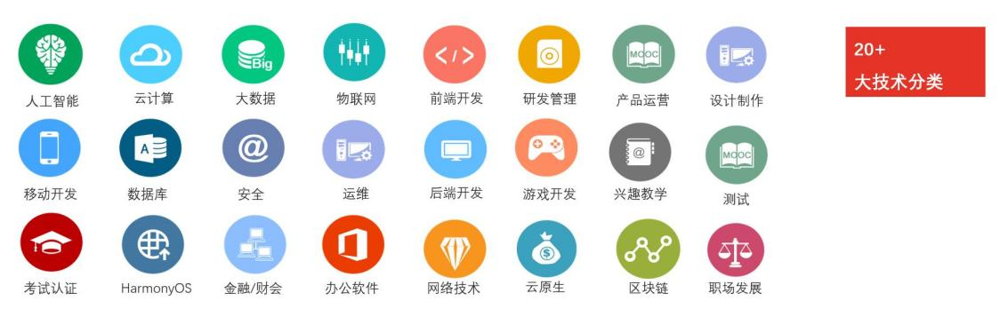 Big
MOOC
人工智能
云计算
大数据
物联网
前端开发
研发管理
产品运营
设计制作
20+
大技术分类
A
@
@
MOOC
移动开发
数据库
安全
运维
后端开发
游戏开发
兴趣教学
测试
$
考试认证
HarmonyOS
金融/财会
办公软件
网络技术
云原生
区块链
职场发展